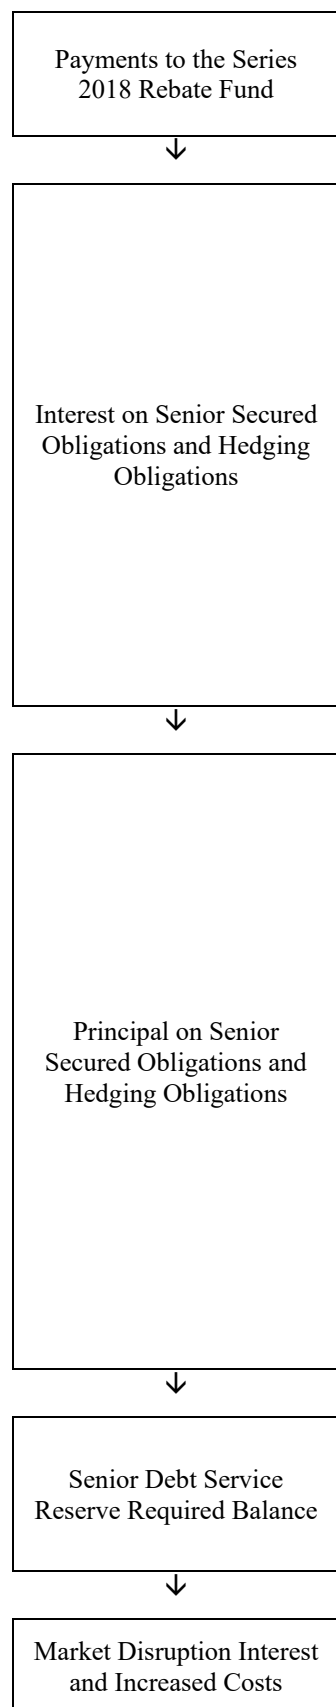 Payments to the Series
2018 Rebate Fund
Interest on Senior Secured
Obligations and Hedging
Obligations
Principal on Senior
Secured Obligations and
Hedging Obligations
Senior Debt Service
Reserve Required Balance
Market Disruption Interest
and Increased Costs